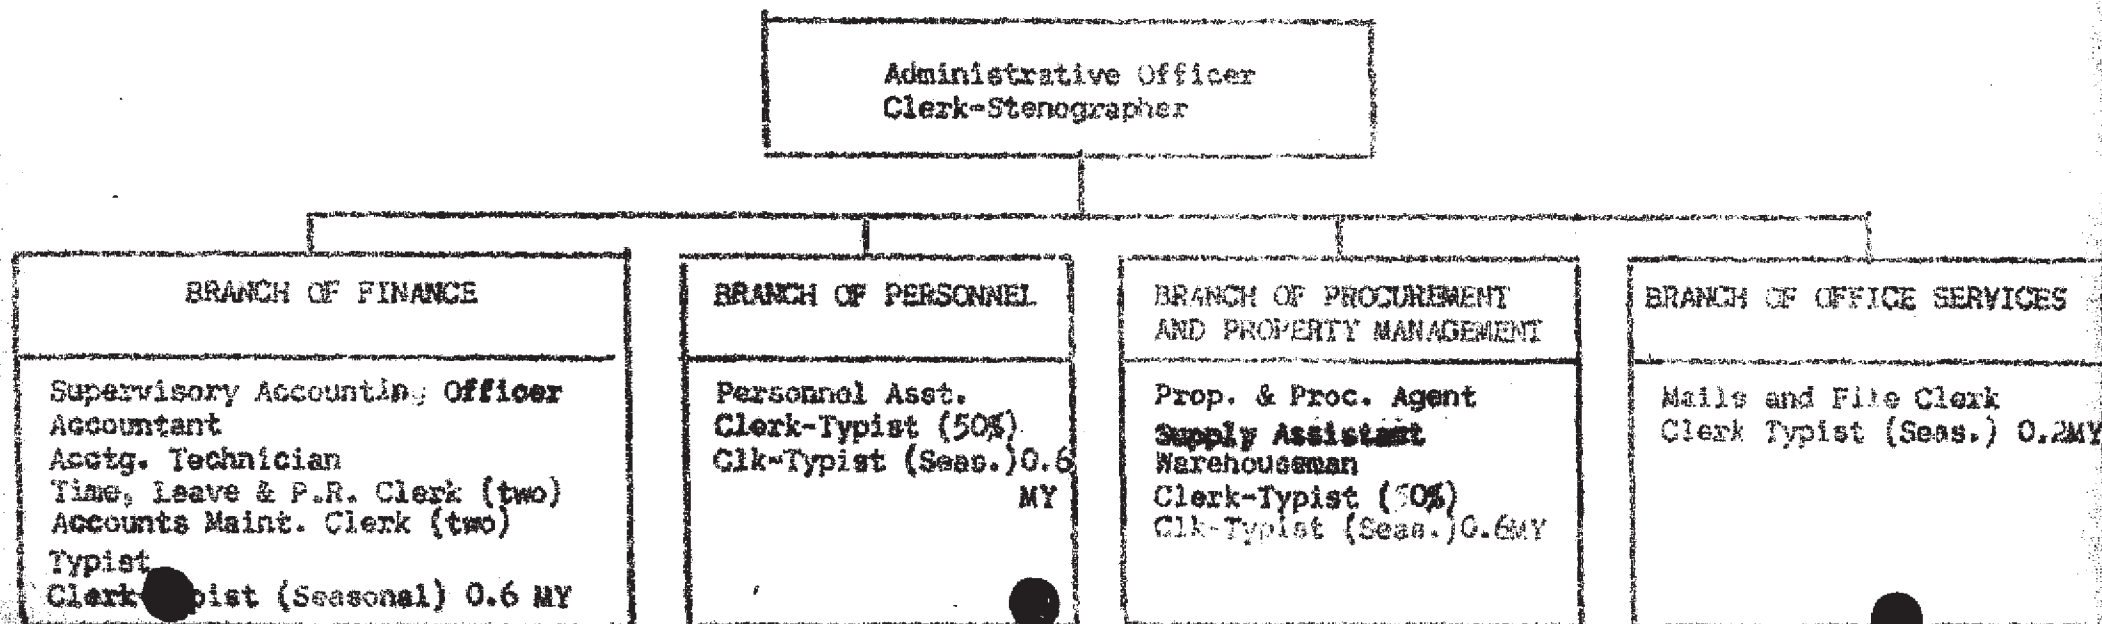 Administrative Officer
Clerk-Stenographer
BRANCH OF FINANCE
Supervisory Accounting Officer
Accountant
Acctg. Technician
Time, Leave & P.R. Clerk (two)
Accounts Maint. Clerk (two)
Typist
Clerk-Typist (Seasonal) 0.6 MY
BRANCH OF PERSONNEL
Personnel Asst.
Clerk-Typist (50%)
Clk-Typist (Seas.)0.6
MY
BRANCH OF PROCUREMENT
AND PROPERTY MANAGEMENT
Prop. & Proc. Agent
Supply Assistant
Warehouseman
Clerk-Typist (50%)
Clk-Typist (Seas.)0.6MY
BRANCH OF OFFICE SERVICES
Mails and File Clerk
Clerk Typist (Seas.) 0.2MY